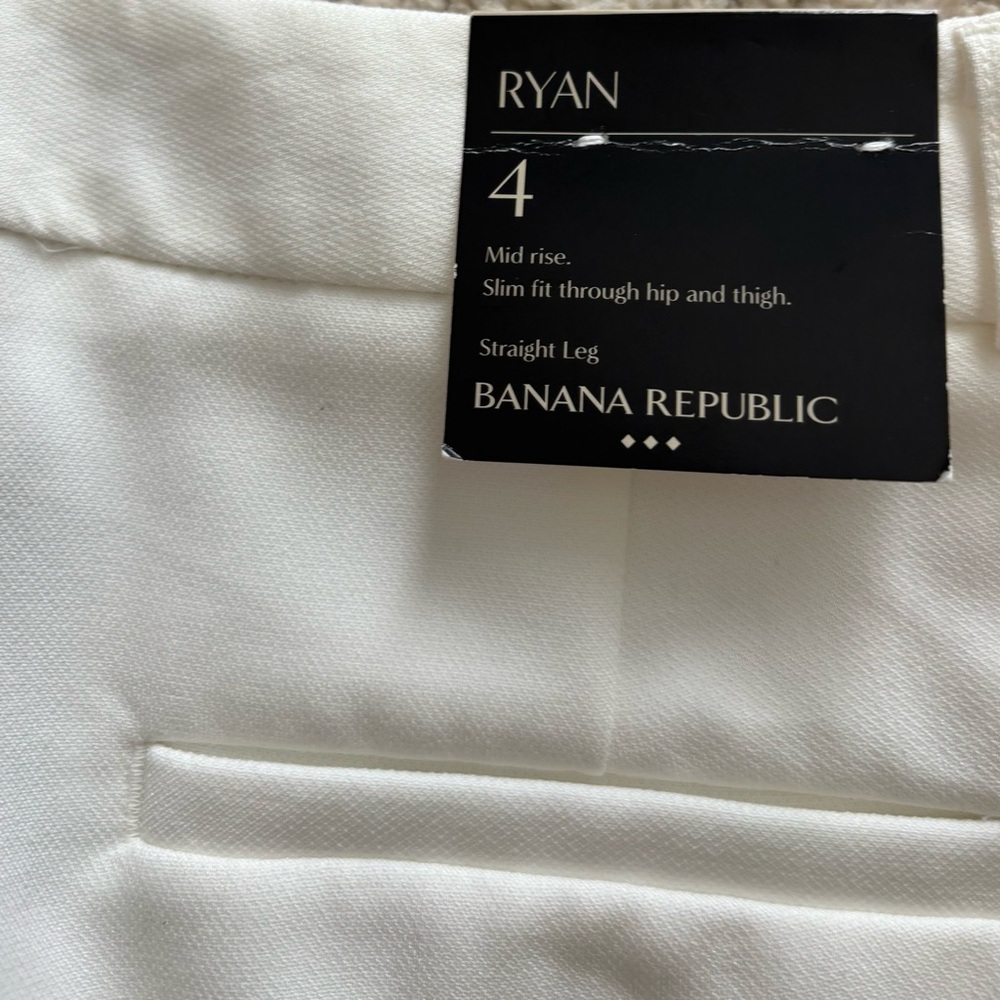 RYAN
4
Mid rise.
Slim fit through hip and thigh.
Straight Leg
BANANA REPUBLIC